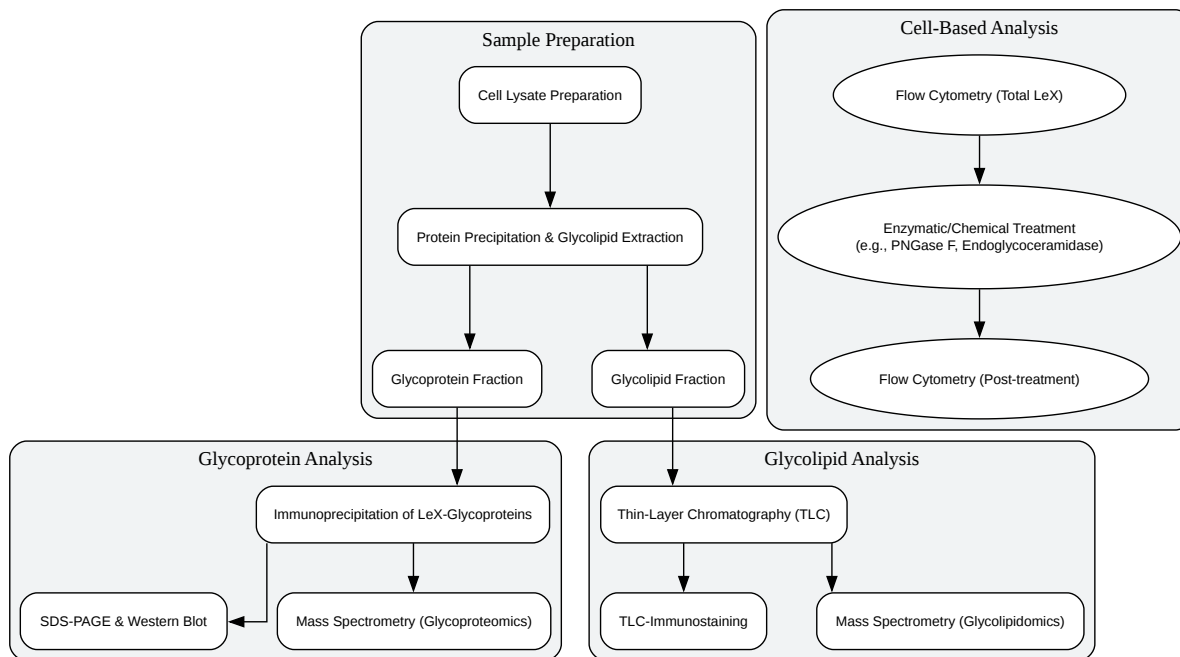 Sample Preparation
Cell Lysate Preparation
Protein Precipitation & Glycolipid Extraction
Glycoprotein Fraction
Glycolipid Fraction
Cell-Based Analysis
Flow Cytometry (Total LeX)
Enzymatic/Chemical Treatment
(e.g., PNGase F, Endoglycoceramidase)
Flow Cytometry (Post-treatment)
Glycoprotein Analysis
Immunoprecipitation of LeX-Glycoproteins
SDS-PAGE & Western Blot
Mass Spectrometry (Glycoproteomics)
Glycolipid Analysis
Thin-Layer Chromatography (TLC)
TLC-Immunostaining
Mass Spectrometry (Glycolipidomics)